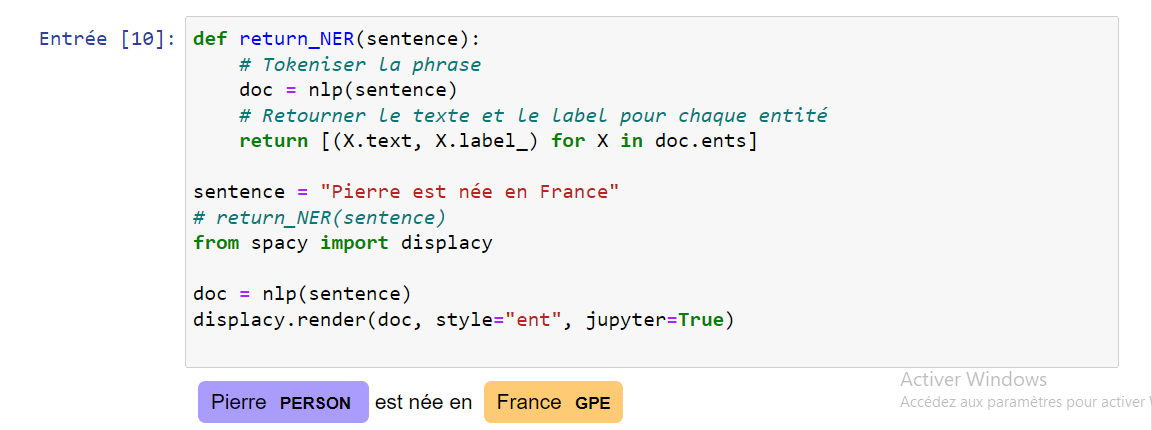 Entrée [10]:
def return_NER(sentence):
# Tokeniser la phrase
doc = nlp(sentence)
# Retourner le texte et le label pour chaque entité
return [(X.text, X.label_) for X in doc.ents]
sentence = "Pierre est née en France"
# return_NER(sentence)
from spacy import displacy
doc = nlp(sentence)
displacy.render(doc, style="ent", jupyter=True)
Pierre PERSON est née en France GPE
Activer Windows
Accédez aux paramètres pour activer